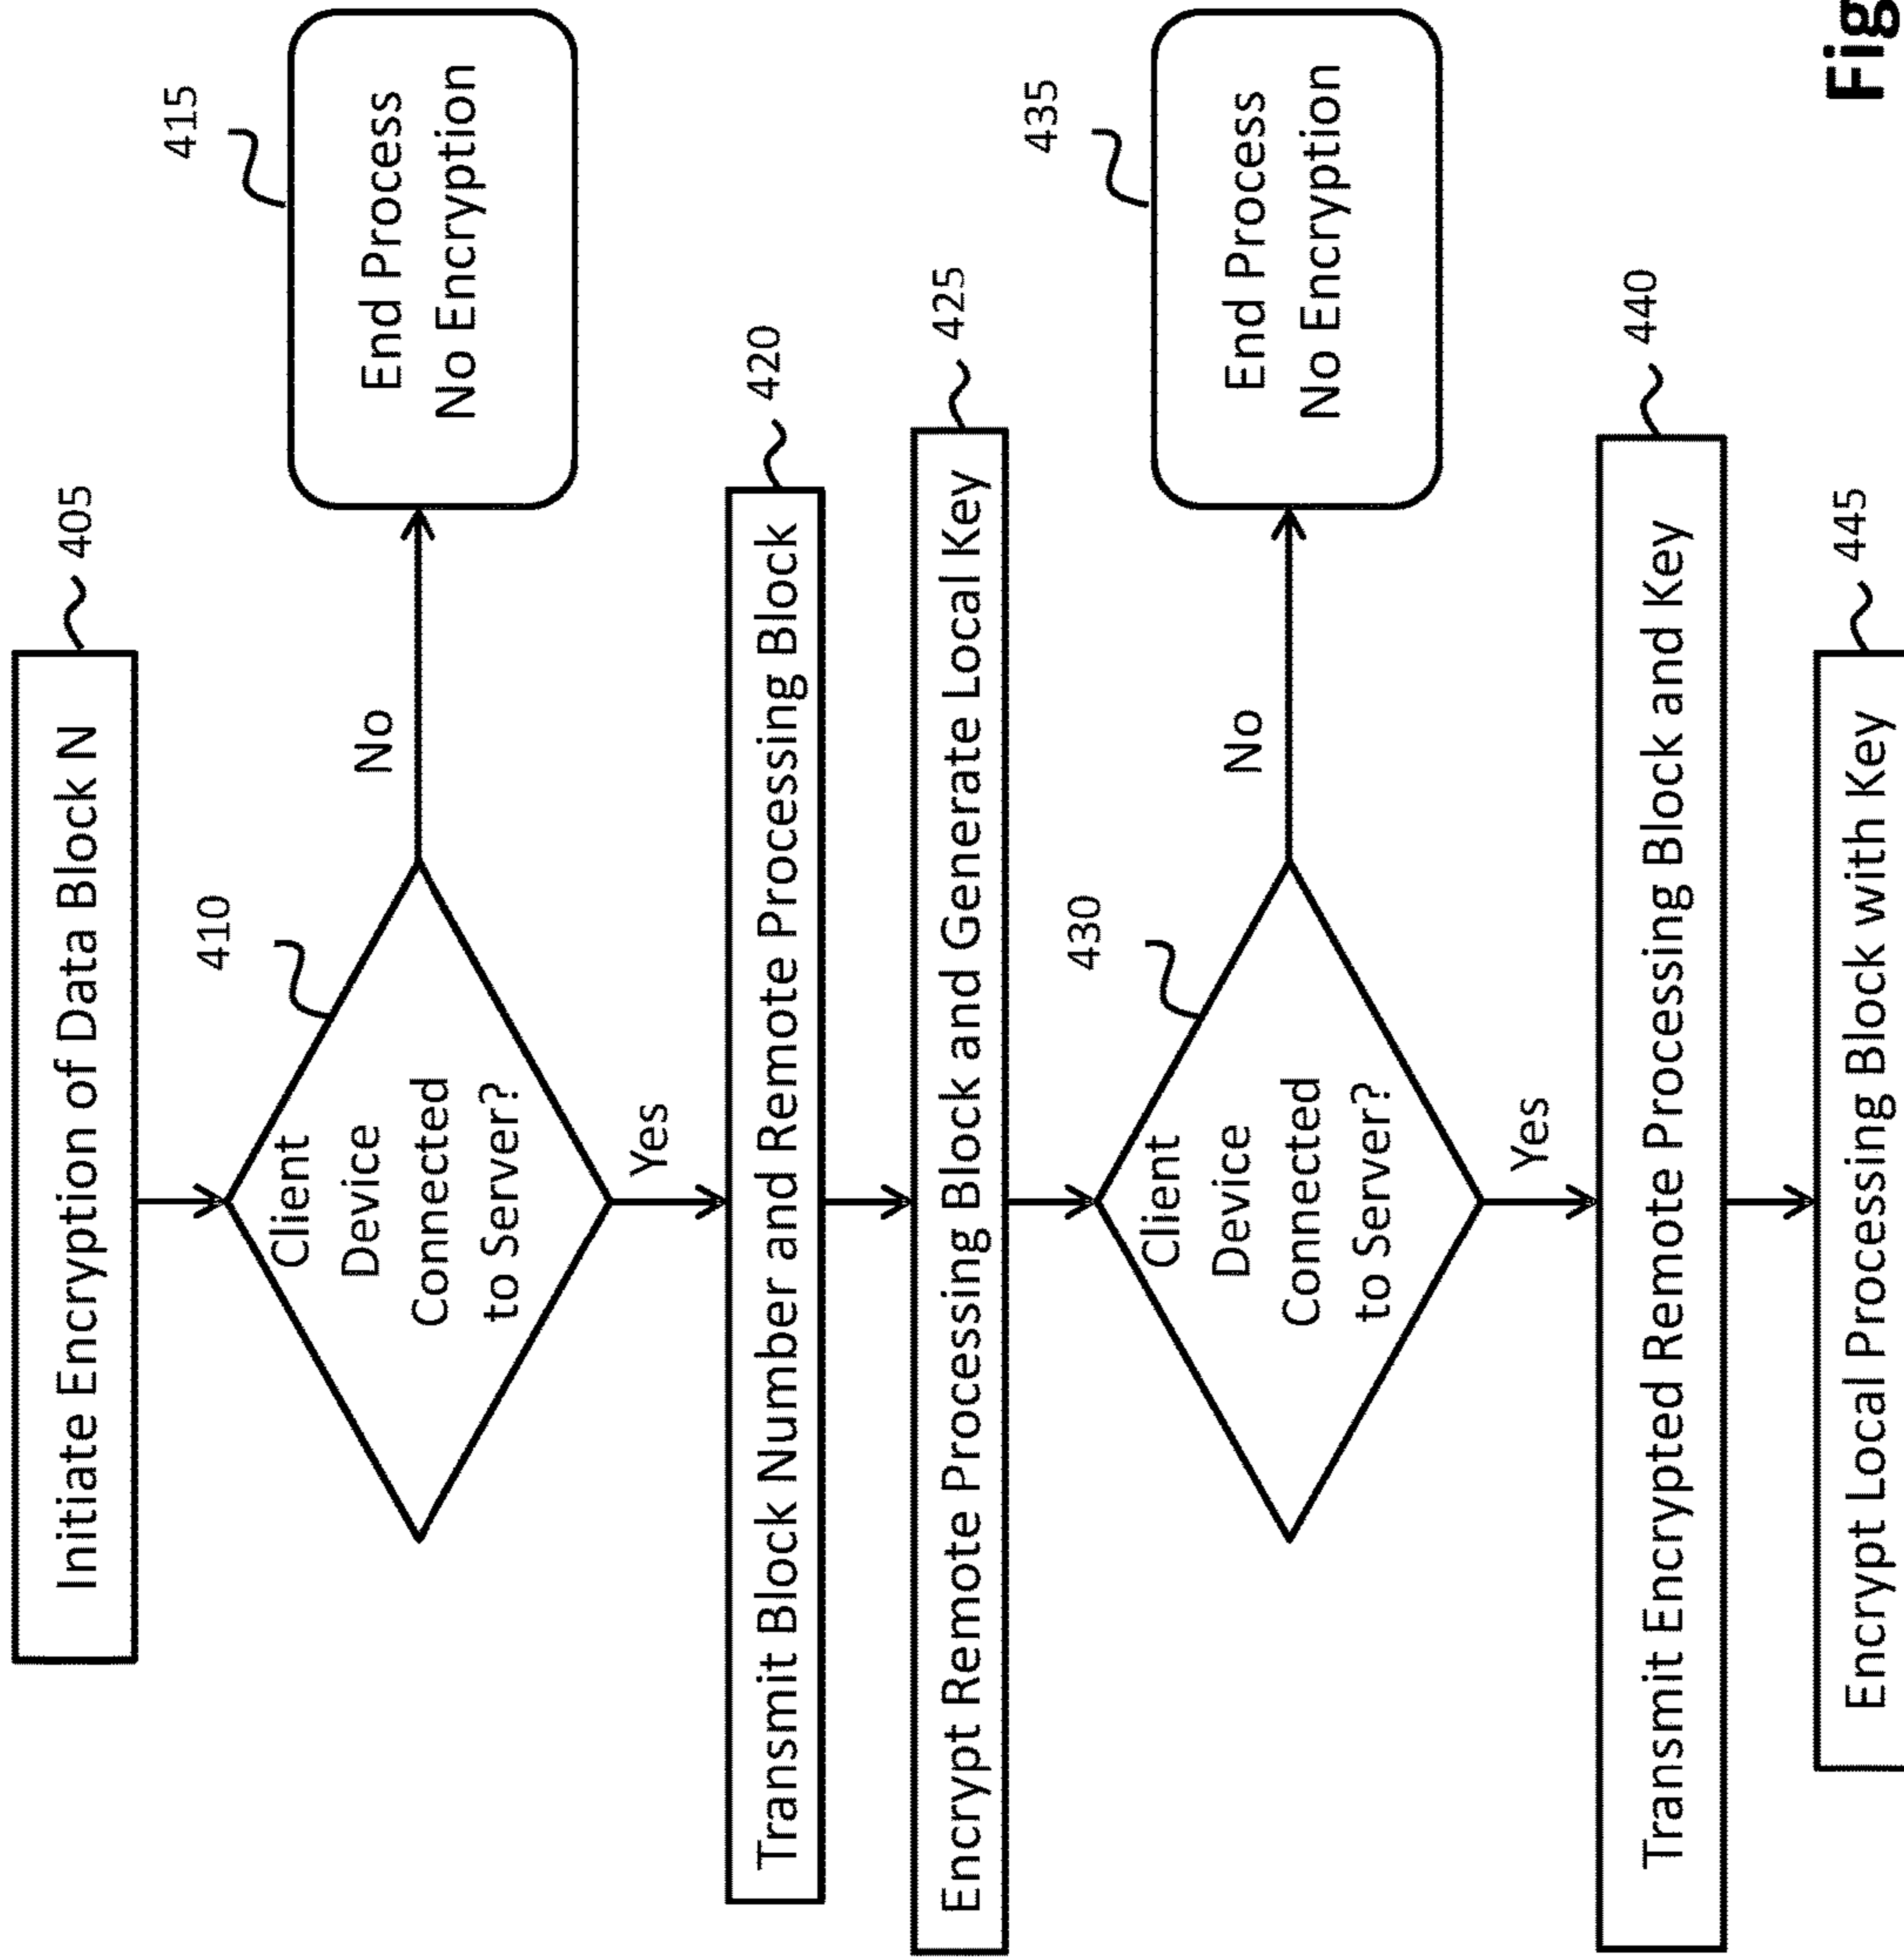 Initiate Encryption of Data Block N
405
410
Client
Device
Connected
to Server?
No
415
End Process
No Encryption
Yes
420
Transmit Block Number and Remote Processing Block
425
Encrypt Remote Processing Block and Generate Local Key
430
Client
Device
Connected
to Server?
No
435
End Process
No Encryption
Yes
440
Transmit Encrypted Remote Processing Block and Key
445
Encrypt Local Processing Block with Key
Fig